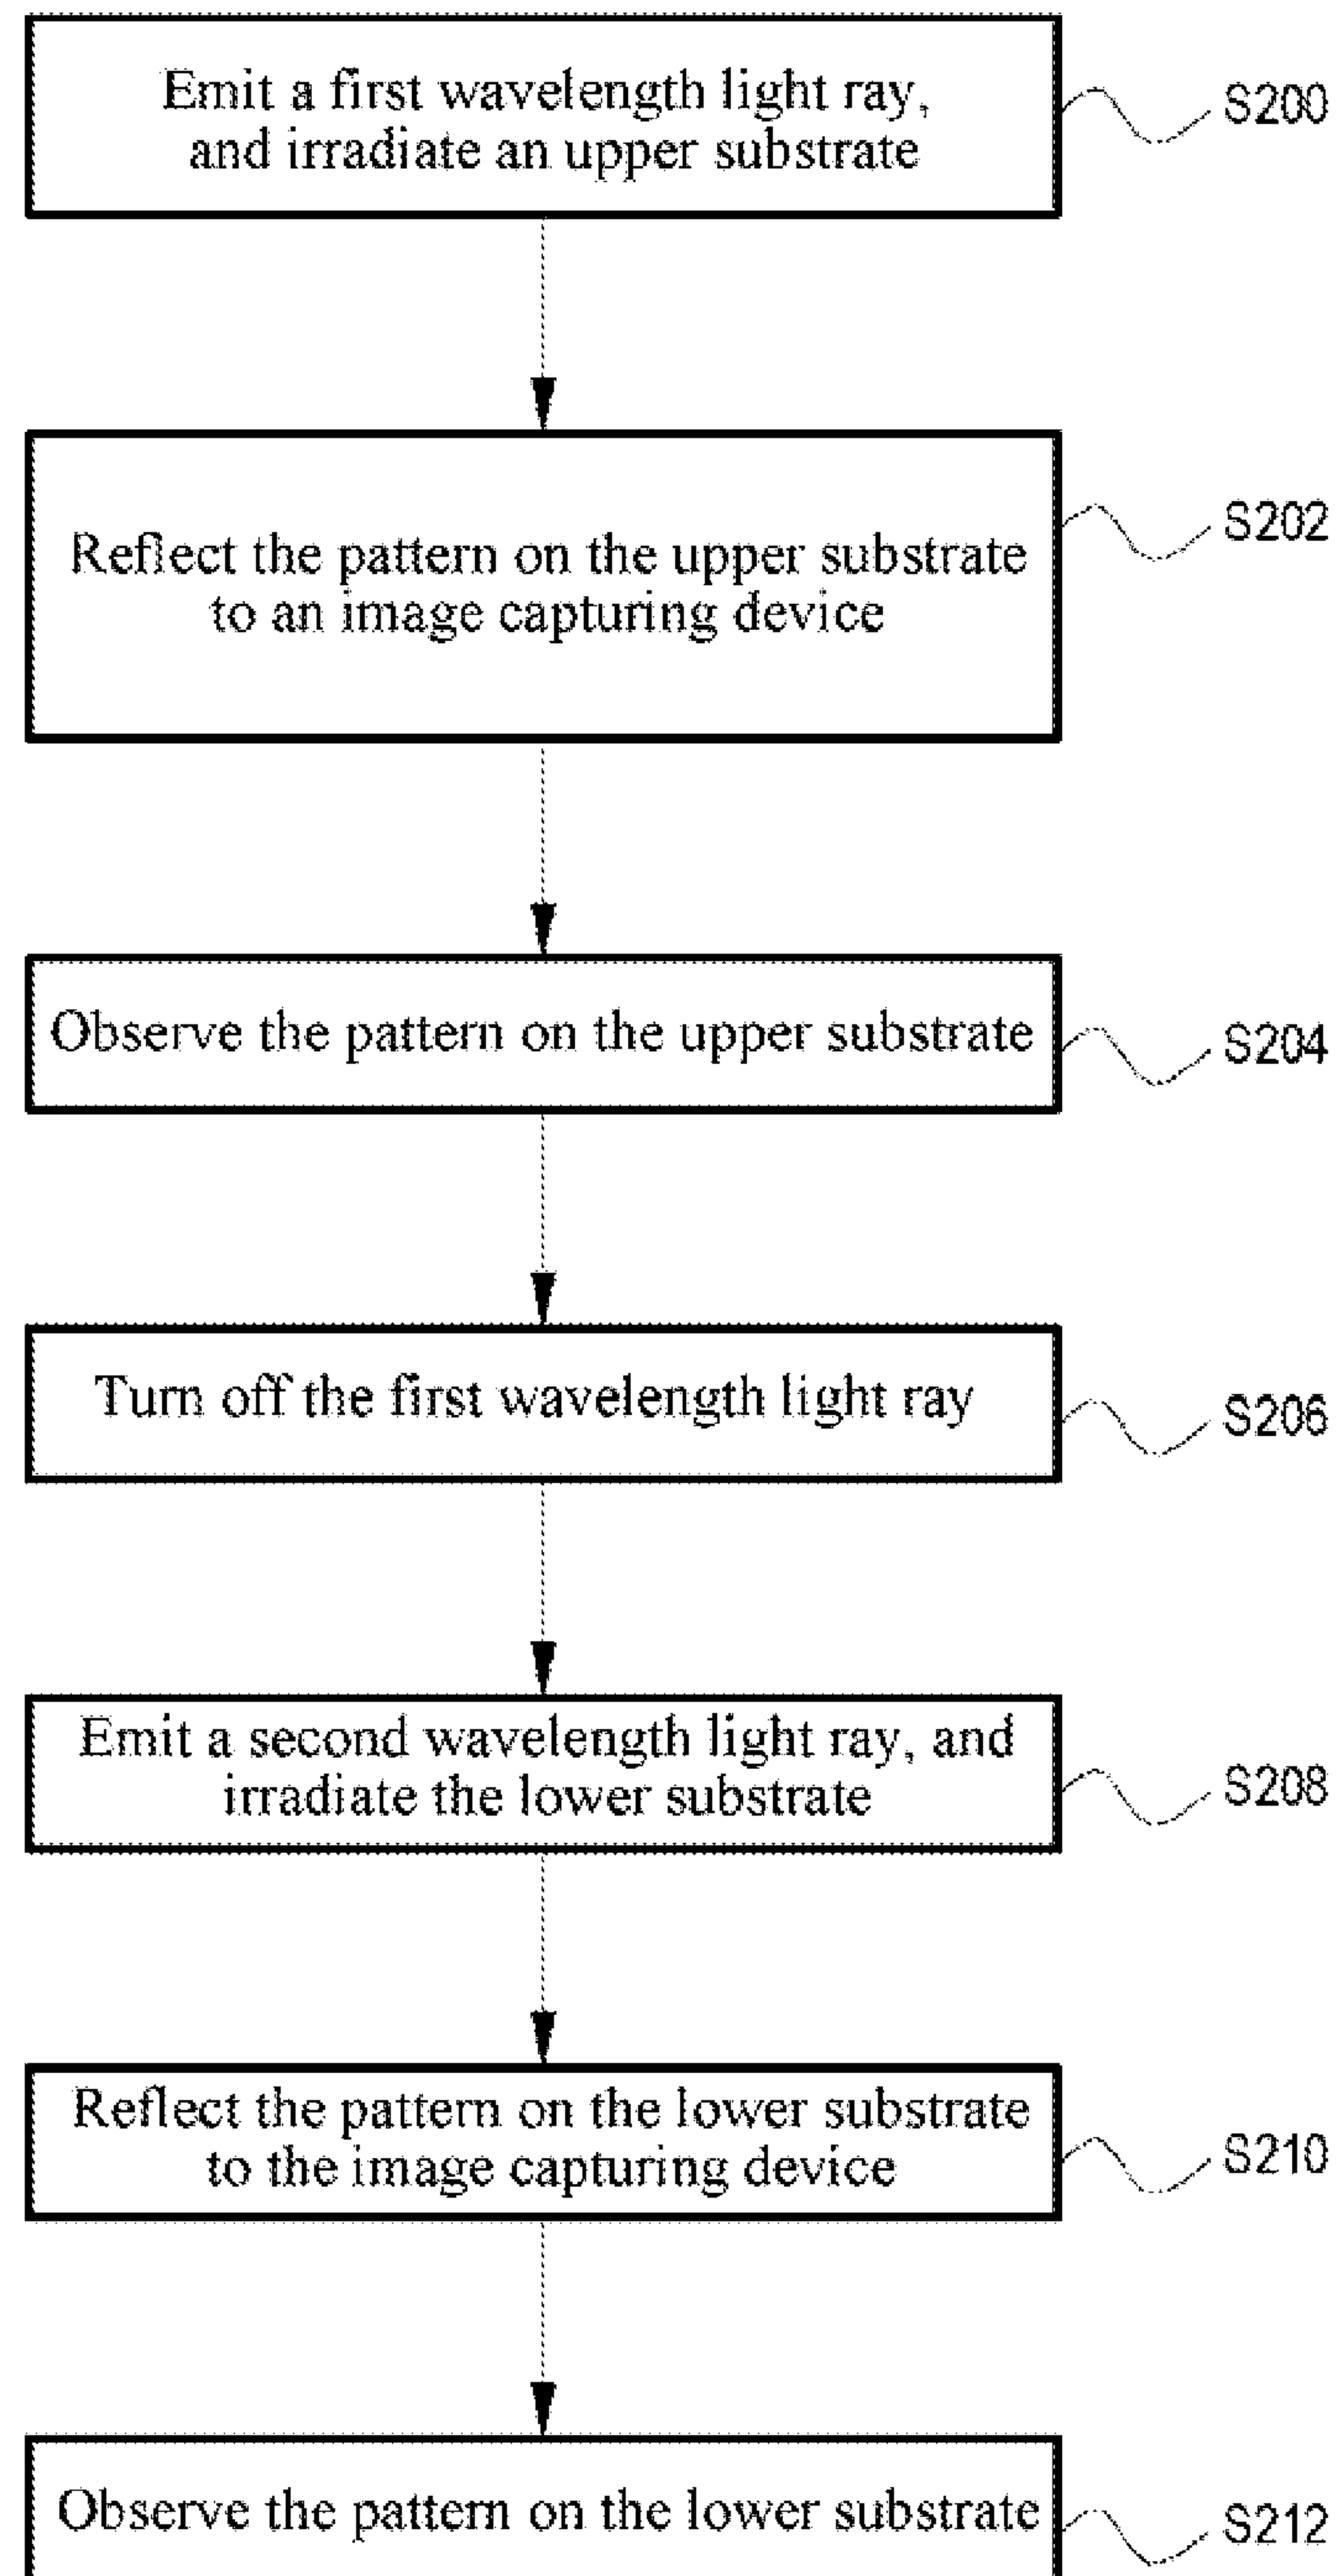 Emit a first wavelength light ray,
and irradiate an upper substrate
S200
Reflect the pattern on the upper substrate
to an image capturing device
S202
Observe the pattern on the upper substrate
S204
Turn off the first wavelength light ray
S206
Emit a second wavelength light ray, and
irradiate the lower substrate
S208
Reflect the pattern on the lower substrate
to the image capturing device
S210
Observe the pattern on the lower substrate
S212